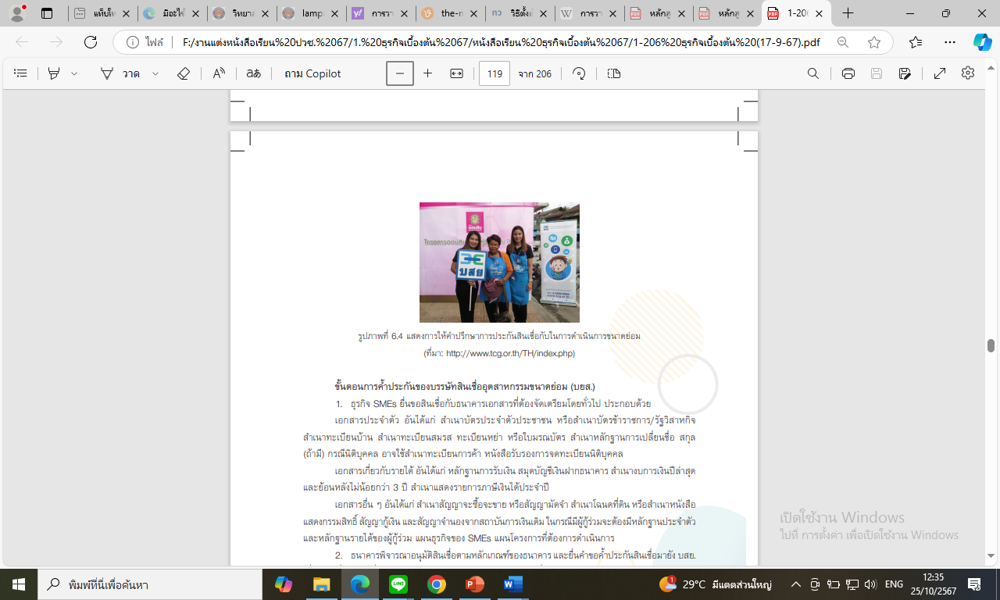 แท็บให
มีอะไรใ
วิทยาล
lampa
การวา
the-m
วิธีตั้งเ
การวา
หลักสู
หลักสู
1-20
ไฟล์
F:/งานแต่งหนังสือเรียน%20ปวช.%2067/1.%20ธุรกิจเบื้องต้น%2067/หนังสือเรียน%20ธุรกิจเบี้องต้น%2067/1-206%20ธุรกิจเบื้องต้น%20(17-9-67).pdf
วาด
ถาม Copilot
119
จาก 206
ออมสิน
บสย
รูปภาพที่ 6.4 แสดงการให้คำปรึกษาการประกันสินเชื่อกับในการดำเนินการขนาดย่อม
(ที่มา: http://www.tcg.or.th/TH/index.php)
ขั้นตอนการค้ำประกันของบรรษัทสินเชื่ออุตสาหกรรมขนาดย่อม (บยส.)
1. ธุรกิจ SMEs ยื่นขอสินเชื่อกับธนาคารเอกสารที่ต้องจัดเตรียมโดยทั่วไป ประกอบด้วย
เอกสารประจำตัว อันได้แก่ สำเนาบัตรประจำตัวประชาชน หรือสำเนาบัตรข้าราชการ/รัฐวิสาหกิจ
สำเนาทะเบียนบ้าน สำเนาทะเบียนสมรส ทะเบียนหย่า หรือใบมรณบัตร สำเนาหลักฐานการเปลี่ยนชื่อ สกุล
(ถ้ามี) กรณีนิติบุคคล อาจใช้สำเนาทะเบียนการค้า หนังสือรับรองการจดทะเบียนนิติบุคคล
เอกสารเกี่ยวกับรายได้ อันได้แก่ หลักฐานการรับเงิน สมุดบัญชีเงินฝากธนาคาร สำเนางบการเงินปีล่าสุด
และย้อนหลังไม่น้อยกว่า 3 ปี สำเนาแสดงรายการภาษีเงินได้ประจำปี
เอกสารอื่น ๆ อันได้แก่ สำเนาสัญญาจะซื้อจะขาย หรือสัญญามัดจำ สำเนาโฉนดที่ดิน หรือสำเนาหนังสือ
แสดงกรรมสิทธิ์ สัญญากู้เงิน และสัญญาจำนองจากสถาบันการเงินเดิม ในกรณีมีผู้กู้ร่วมจะต้องมีหลักฐานประจำตัว
และหลักฐานรายได้ของผู้กู้ร่วม แผนธุรกิจของ SMEs แผนโครงการที่ต้องการดำเนินการ
2. ธนาคารพิจารณาอนุมัติสินเชื่อตามหลักเกณฑ์ของธนาคาร และยื่นคำขอค้ำประกันสินเชื่อมายัง บสย.
เปิดใช้งาน Windows
ไปที่ การตั้งค่า เพื่อเปิดใช้งาน Windows
พิมพ์ที่นี่เพื่อค้นหา
29°C มีแดดส่วนใหญ่
ENG
12:35
25/10/2567